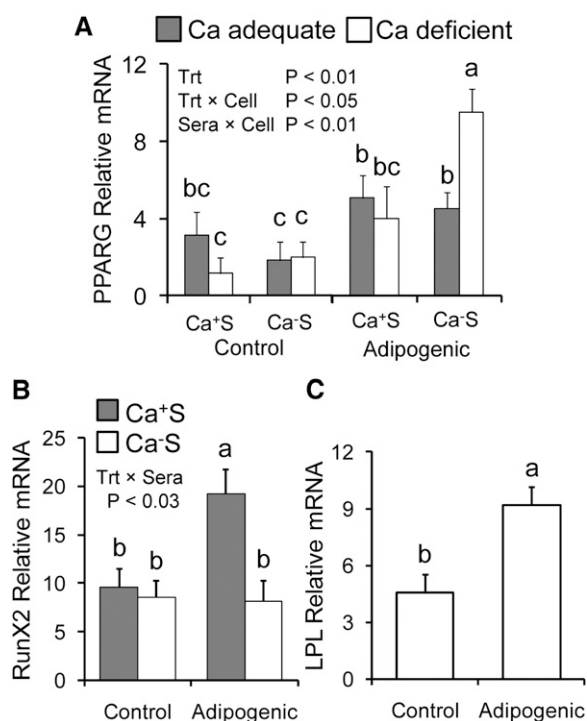 A
Ca adequate Ca deficient
Trt P < 0.01
Trt × Cell P < 0.05
Sera × Cell P < 0.01
PPARG Relative mRNA
12
8
4
0
bc
c
c
c
b
bc
b
a
Ca⁺S Ca⁻S Ca⁺S Ca⁻S
Control Adipogenic
B
Ca⁺S
Ca⁻S
Trt × Sera
P < 0.03
RunX2 Relative mRNA
25
20
15
10
5
0
b
b
a
b
Control Adipogenic
C
LPL Relative mRNA
12
9
6
3
0
b
a
Control Adipogenic